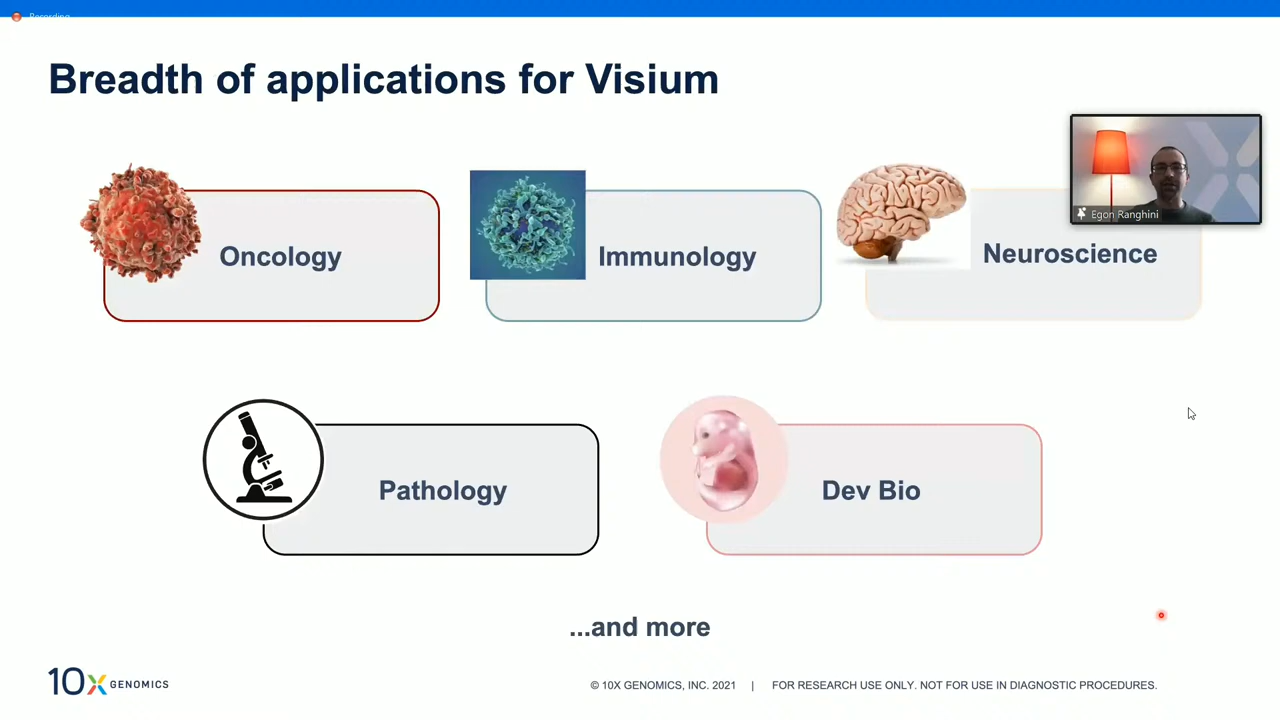 Recording
Breadth of applications for Visium
Egon Ranghini
Oncology
Immunology
Neuroscience
Pathology
Dev Bio
...and more
10x GENOMICS
© 10X GENOMICS, INC. 2021 | FOR RESEARCH USE ONLY. NOT FOR USE IN DIAGNOSTIC PROCEDURES.